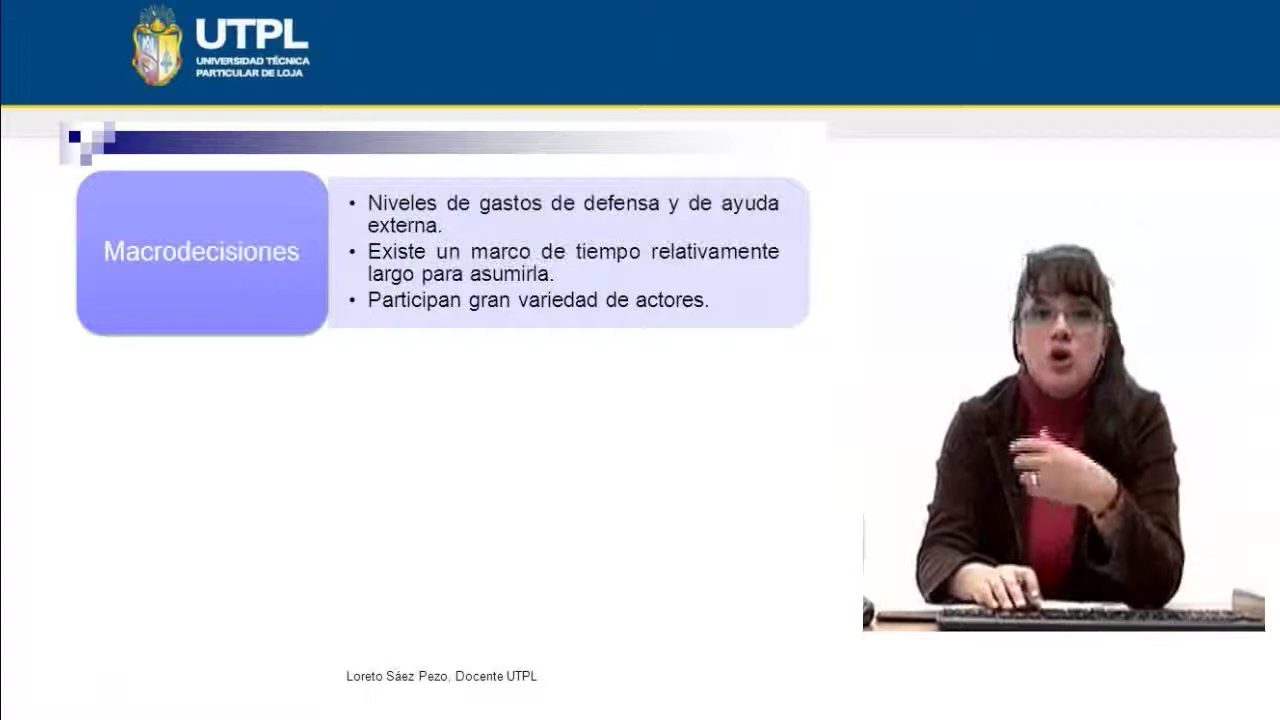 UTPL
UNIVERSIDAD TÉCNICA
PARTICULAR DE LOJA
Macrodecisiones
• Niveles de gastos de defensa y de ayuda
externa.
• Existe un marco de tiempo relativamente
largo para asumirla.
• Participan gran variedad de actores.
Loreto Sáez Pezo, Docente UTPL